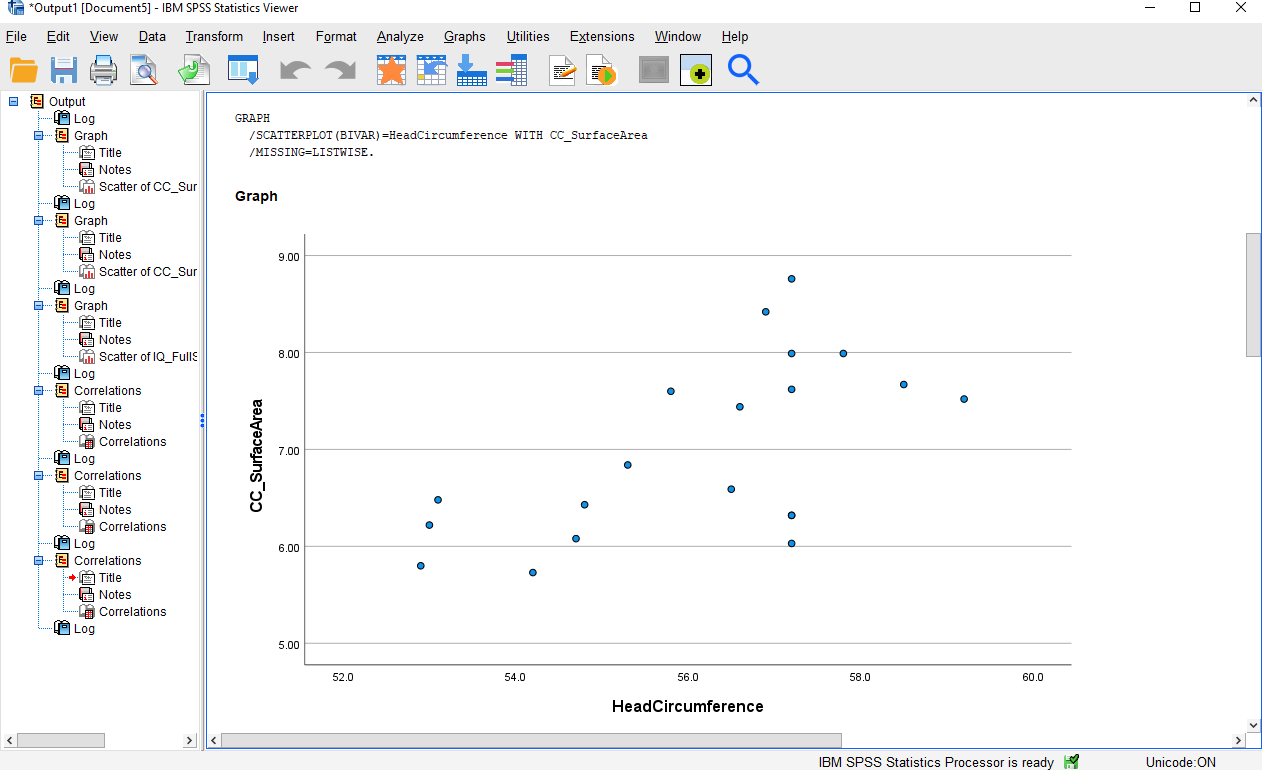 *Output1 [Document5] - IBM SPSS Statistics Viewer
File Edit View Data Transform Insert Format Analyze Graphs Utilities Extensions Window Help
Output
Log
Graph
Title
Notes
Scatter of CC_Sur
Log
Graph
Title
Notes
Scatter of CC_Sur
Log
Graph
Title
Notes
Scatter of IQ_FullS
Log
Correlations
Title
Notes
Correlations
Log
Correlations
Title
Notes
Correlations
Log
Correlations
Title
Notes
Correlations
Log
GRAPH
/SCATTERPLOT(BIVAR)=HeadCircumference WITH CC_SurfaceArea
/MISSING=LISTWISE.
Graph
9.00
8.00
7.00
6.00
5.00
CC_SurfaceArea
52.0 54.0 56.0 58.0 60.0
HeadCircumference
IBM SPSS Statistics Processor is ready Unicode:ON